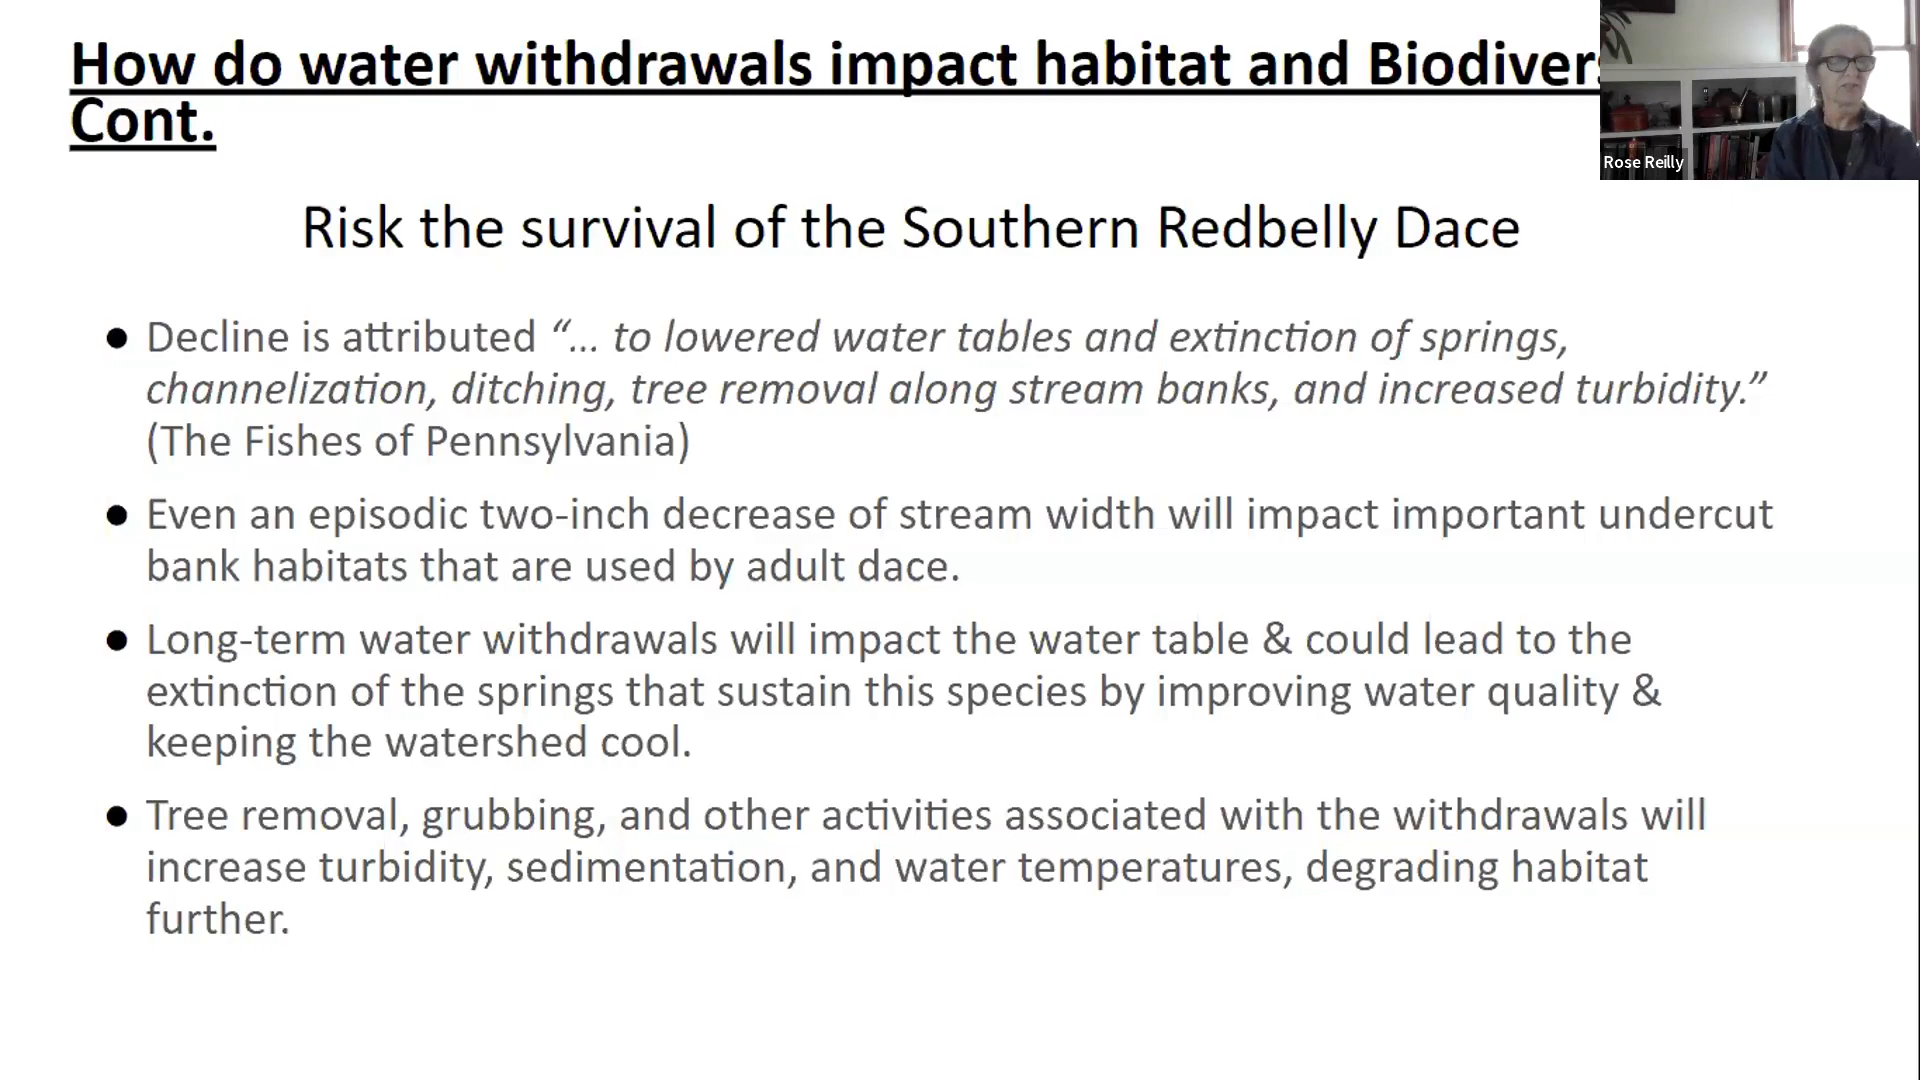 How do water withdrawals impact habitat and Biodivers
Cont.
Rose Reilly
Risk the survival of the Southern Redbelly Dace
● Decline is attributed “... to lowered water tables and extinction of springs,
channelization, ditching, tree removal along stream banks, and increased turbidity.”
(The Fishes of Pennsylvania)
● Even an episodic two-inch decrease of stream width will impact important undercut
bank habitats that are used by adult dace.
● Long-term water withdrawals will impact the water table & could lead to the
extinction of the springs that sustain this species by improving water quality &
keeping the watershed cool.
● Tree removal, grubbing, and other activities associated with the withdrawals will
increase turbidity, sedimentation, and water temperatures, degrading habitat
further.